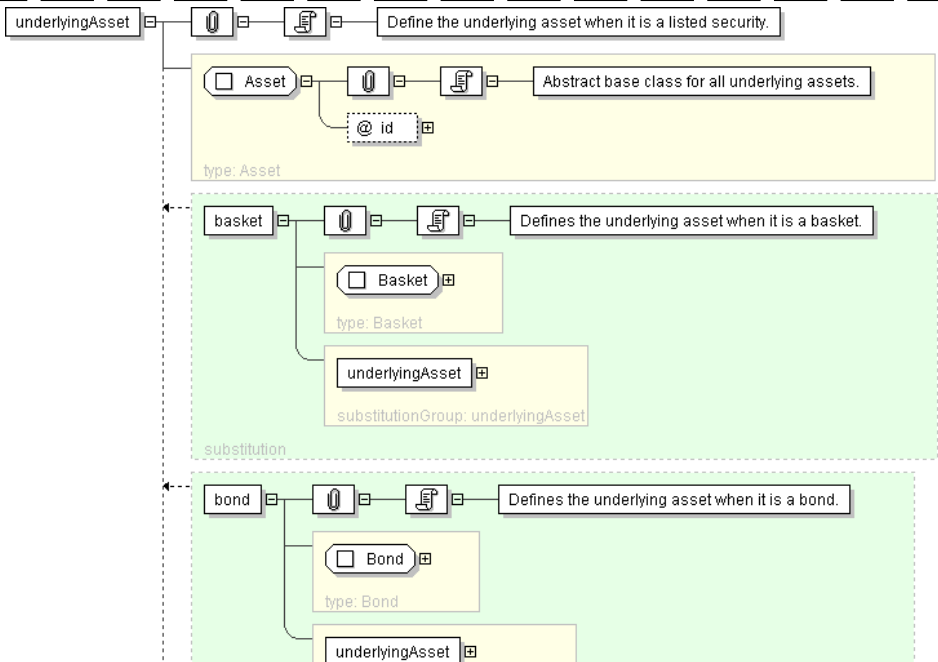 underlyingAsset
Define the underlying asset when it is a listed security.
Asset
Abstract base class for all underlying assets.
@ id
type: Asset
basket
Defines the underlying asset when it is a basket.
Basket
type: Basket
underlyingAsset
substitutionGroup: underlyingAsset
substitution
bond
Defines the underlying asset when it is a bond.
Bond
type: Bond
underlyingAsset